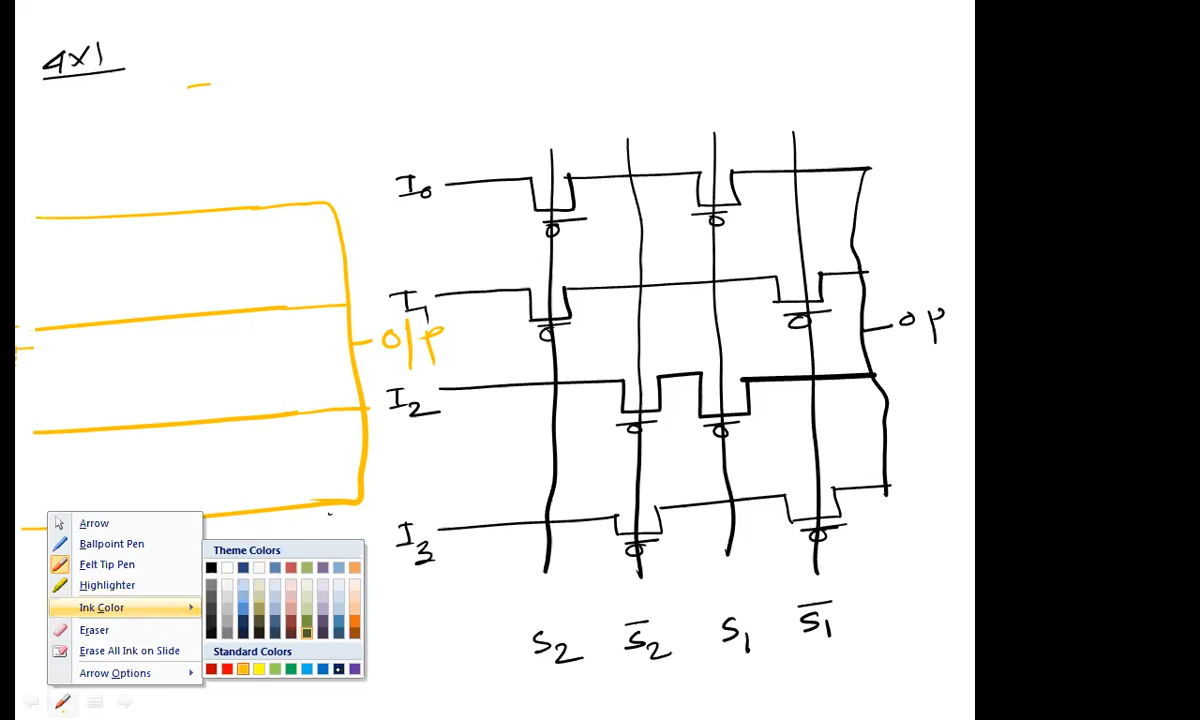 4x1
I0
I1
O/P
OP
I2
I3
S2
S̅2
S1
S̅1
Arrow
Ballpoint Pen
Felt Tip Pen
Highlighter
Ink Color
Eraser
Erase All Ink on Slide
Arrow Options
Theme Colors
Standard Colors